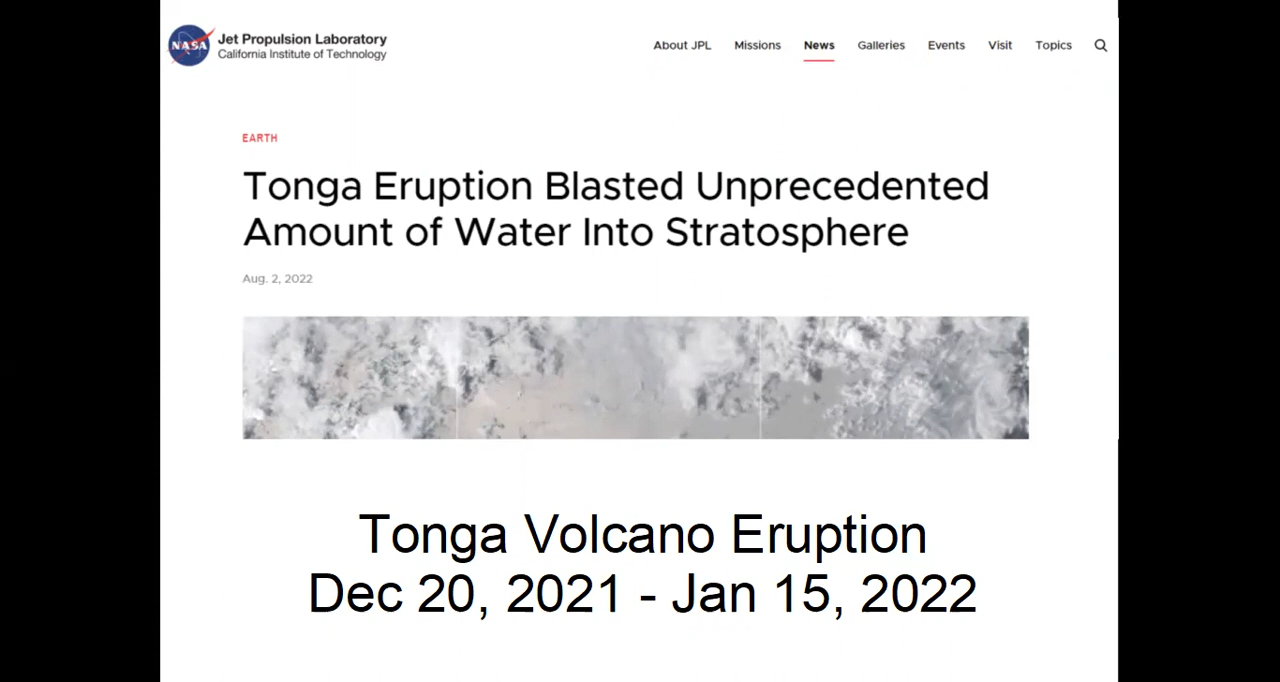 NASA
Jet Propulsion Laboratory
California Institute of Technology
About JPL Missions News Galleries Events Visit Topics
EARTH
Tonga Eruption Blasted Unprecedented
Amount of Water Into Stratosphere
Aug. 2, 2022
Tonga Volcano Eruption
Dec 20, 2021 - Jan 15, 2022